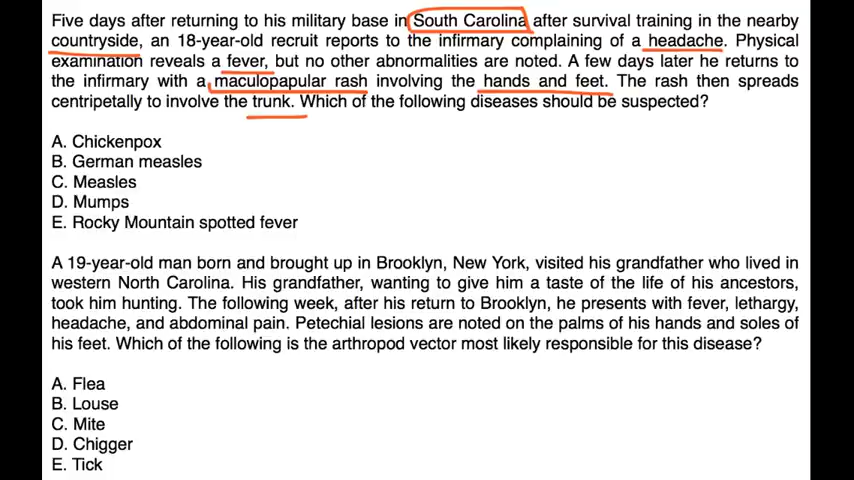 Five days after returning to his military base in South Carolina after survival training in the nearby
countryside, an 18-year-old recruit reports to the infirmary complaining of a headache. Physical
examination reveals a fever, but no other abnormalities are noted. A few days later he returns to
the infirmary with a maculopapular rash involving the hands and feet. The rash then spreads
centripetally to involve the trunk. Which of the following diseases should be suspected?
A. Chickenpox
B. German measles
C. Measles
D. Mumps
E. Rocky Mountain spotted fever
A 19-year-old man born and brought up in Brooklyn, New York, visited his grandfather who lived in
western North Carolina. His grandfather, wanting to give him a taste of the life of his ancestors,
took him hunting. The following week, after his return to Brooklyn, he presents with fever, lethargy,
headache, and abdominal pain. Petechial lesions are noted on the palms of his hands and soles of
his feet. Which of the following is the arthropod vector most likely responsible for this disease?
A. Flea
B. Louse
C. Mite
D. Chigger
E. Tick